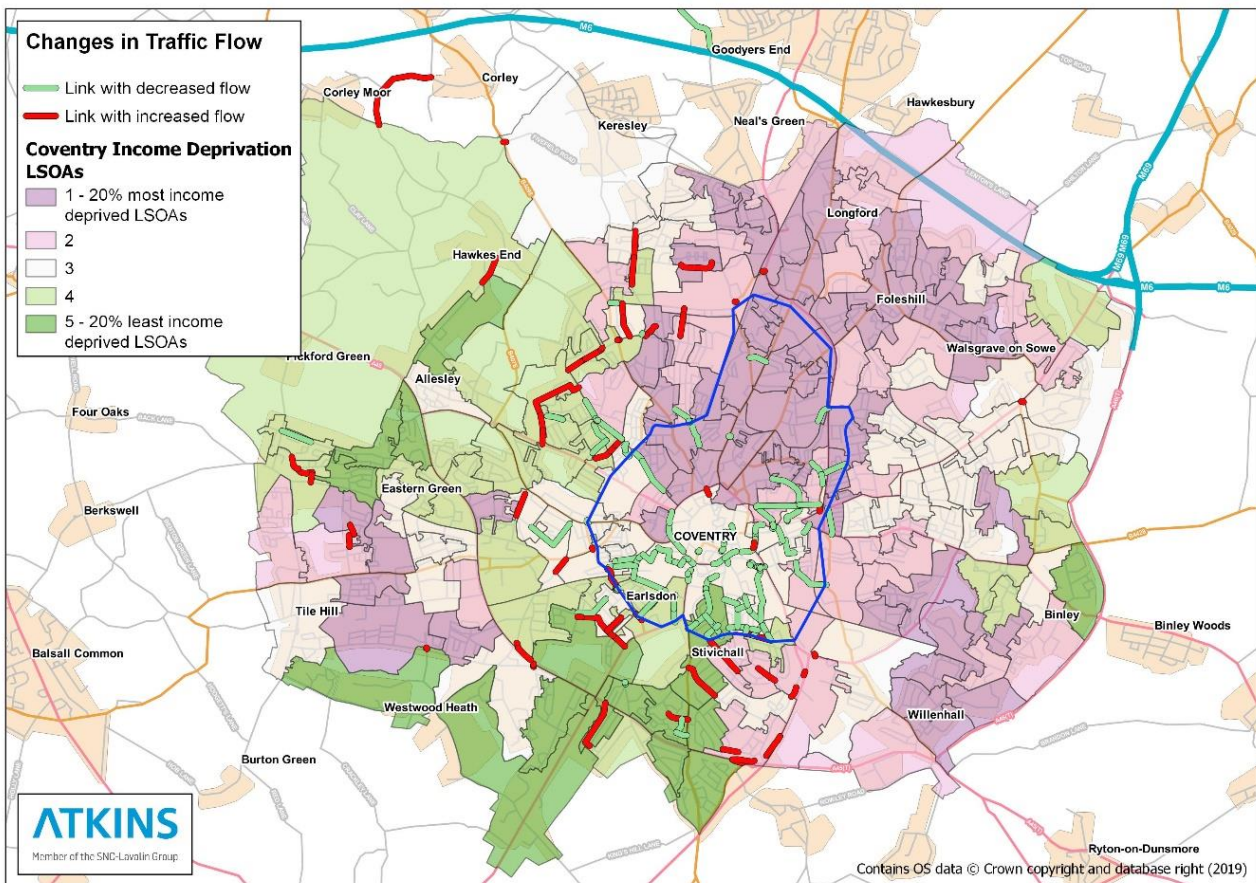 Changes in Traffic Flow
Link with decreased flow
Link with increased flow
Coventry Income Deprivation
LSOAs
1 - 20% most income
deprived LSOAs
2
3
4
5 - 20% least income
deprived LSOAs
M6
Goodyers End
Corley
Corley Moor
Hawkesbury
Keresley
Neal's Green
M69
Longford
M69
M69
M6
M6
Hawkes End
Foleshill
Walsgrave on Sowe
Pickford Green
Allesley
Four Oaks
Eastern Green
Berkswell
COVENTRY
Earlsdon
Tile Hill
Binley
Binley Woods
Balsall Common
Stivichall
Westwood Heath
Willenhall
Burton Green
ATKINS
Member of the SNC-Lavalin Group
Ryton-on-Dunsmore
Contains OS data © Crown copyright and database right (2019)